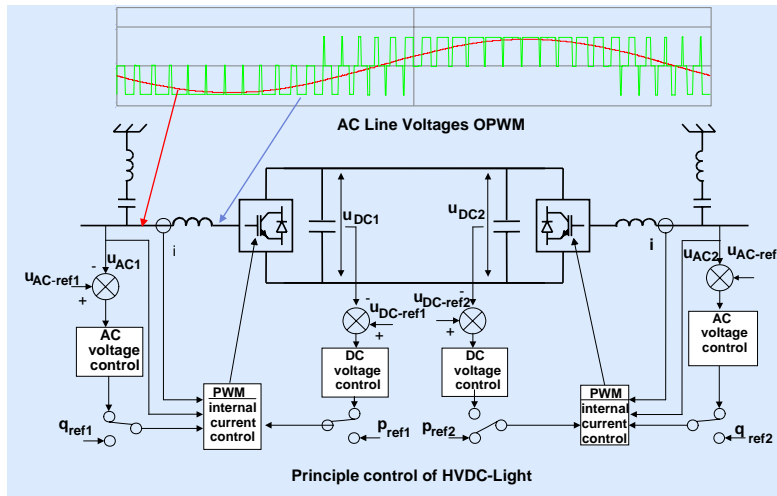 AC Line Voltages OPWM
u DC1
u DC2
i
i
u AC1
u AC2
u AC-ref
u AC-ref1
-
+
-
u DC-ref1
+
u DC-ref2
-
+
AC
voltage
control
DC
voltage
control
DC
voltage
control
AC
voltage
control
PWM
internal
current
control
PWM
internal
current
control
q ref1
p ref1
p ref2
q ref2
Principle control of HVDC-Light